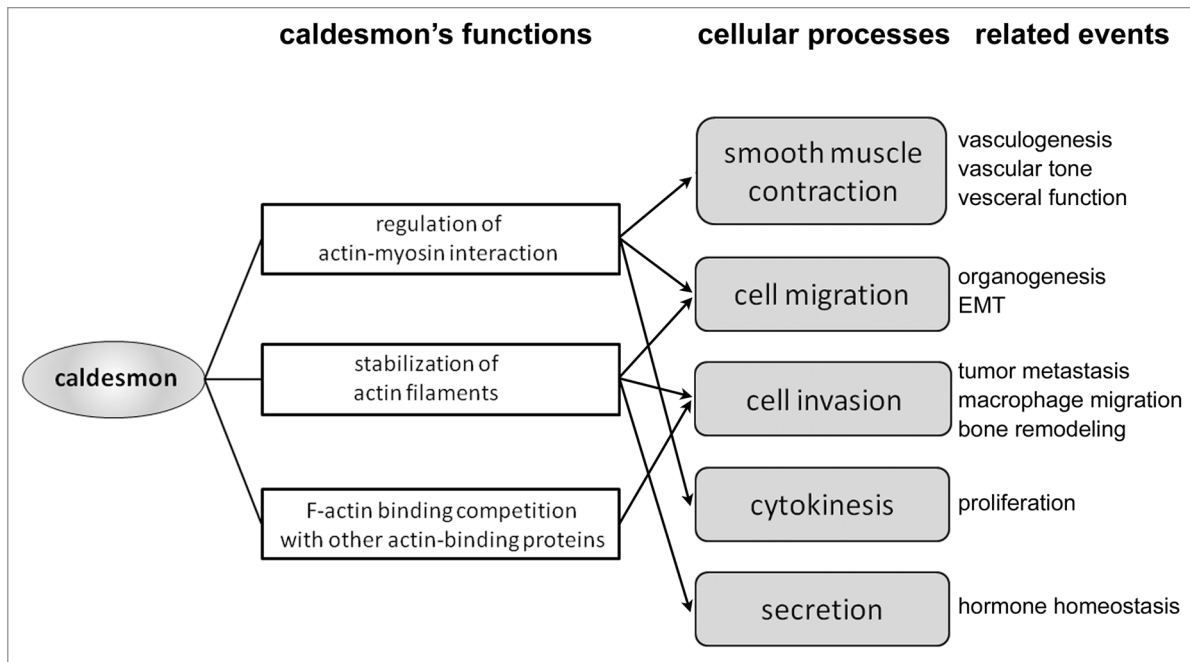 caldesmon's functions
cellular processes
related events
caldesmon
regulation of
actin-myosin interaction
stabilization of
actin filaments
F-actin binding competition
with other actin-binding proteins
smooth muscle
contraction
vasculogenesis
vascular tone
vesceral function
cell migration
organogenesis
EMT
cell invasion
tumor metastasis
macrophage migration
bone remodeling
cytokinesis
proliferation
secretion
hormone homeostasis